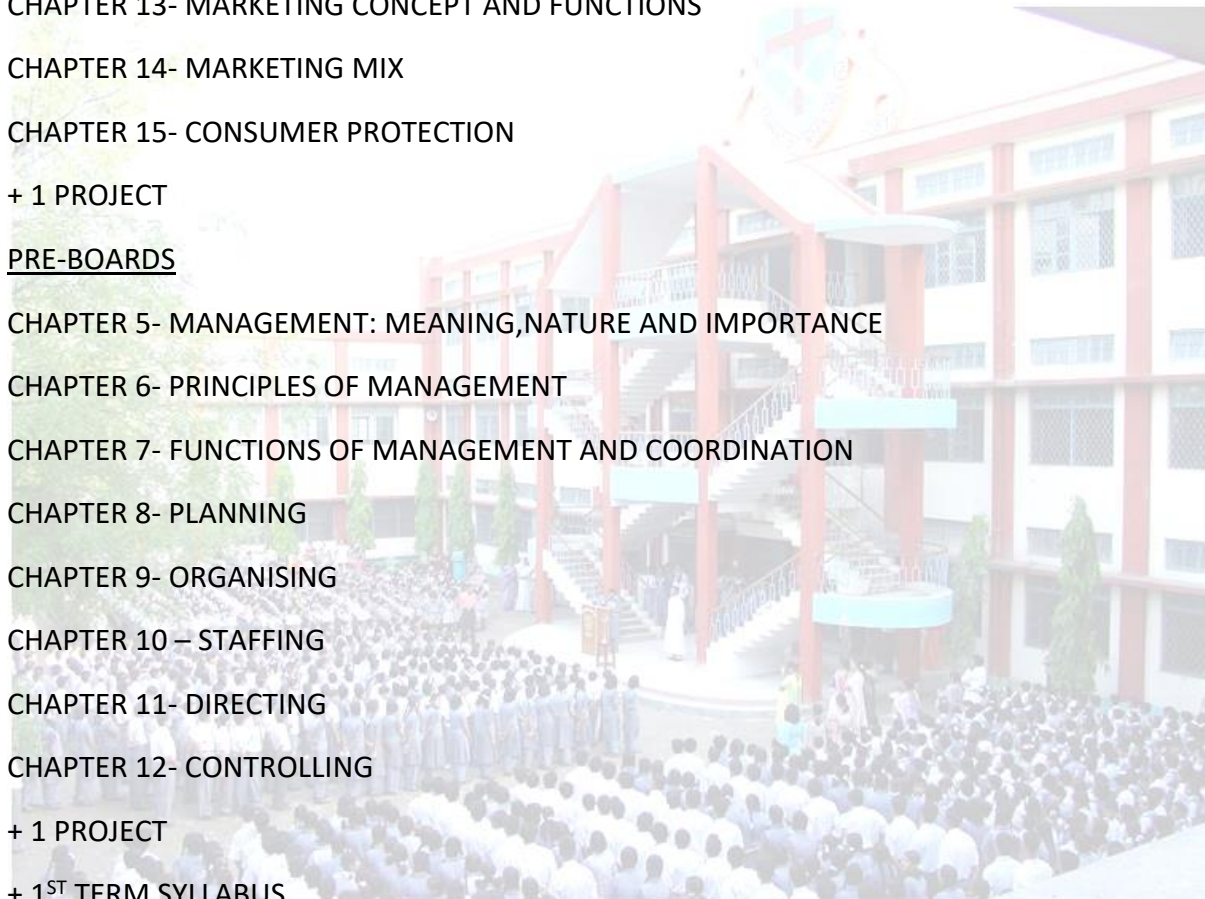 CHAPTER 13- MARKETING CONCEPT AND FUNCTIONS
CHAPTER 14- MARKETING MIX
CHAPTER 15- CONSUMER PROTECTION
+ 1 PROJECT
PRE-BOARDS
CHAPTER 5- MANAGEMENT: MEANING,NATURE AND IMPORTANCE
CHAPTER 6- PRINCIPLES OF MANAGEMENT
CHAPTER 7- FUNCTIONS OF MANAGEMENT AND COORDINATION
CHAPTER 8- PLANNING
CHAPTER 9- ORGANISING
CHAPTER 10 – STAFFING
CHAPTER 11- DIRECTING
CHAPTER 12- CONTROLLING
+ 1 PROJECT
+ 1ST TERM SYLLABUS